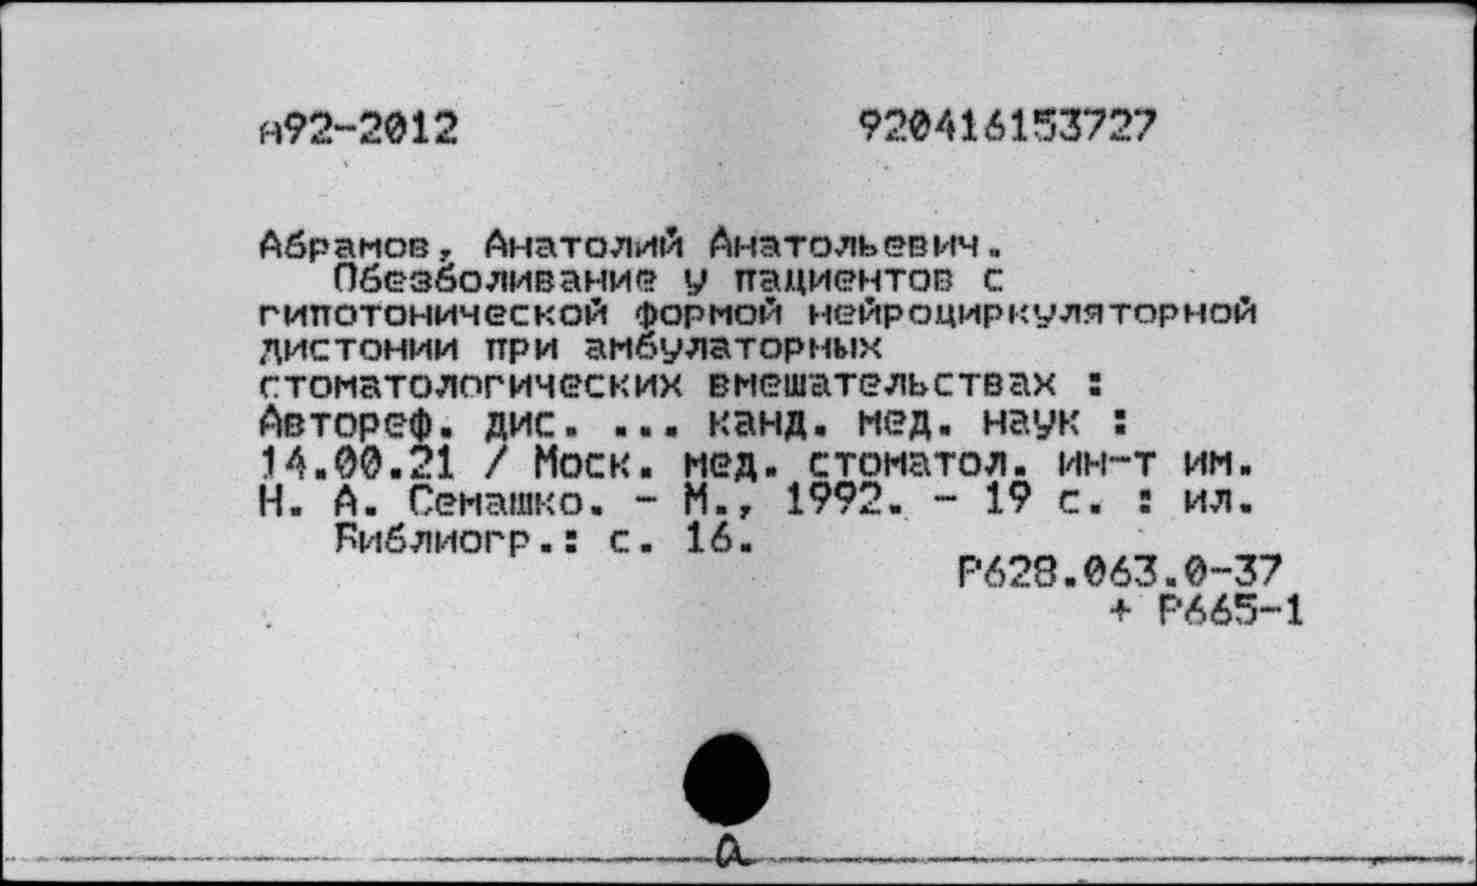 А92-2012 920416153727
Абрамов, Анатолий Анатольевич.
Обезболивание у пациентов с
гипотонической формой нейроциркуляторной
дистонии при амбулаторных
стоматологических вмешательствах :
Автореф. дис. ... канд. мед. наук :
14.00.21 / Моск. мед. стоматол. ин-т им.
Н. А. Семашко. - М., 1992. - 19 с. : ил.
Библиогр.: с. 16.
Р628.063.0-37
+ Р665-1
а